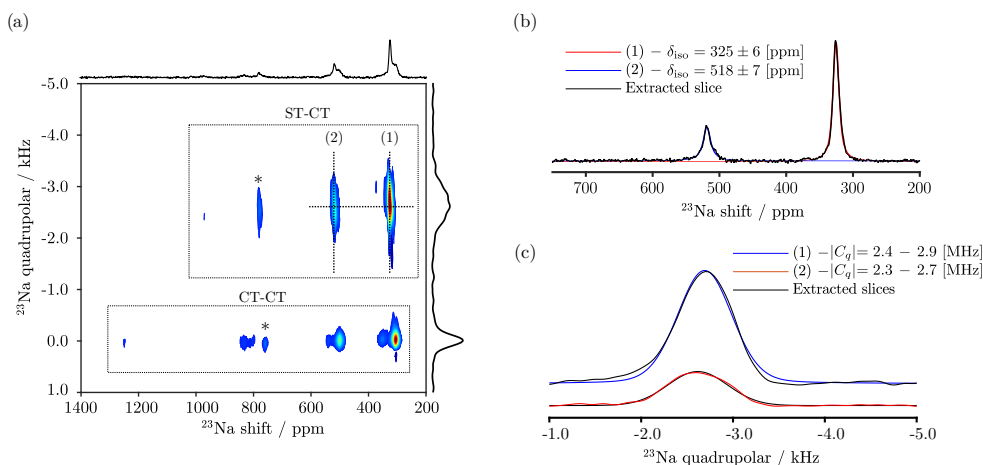 (a)
-5.0
-4.0
-3.0
-2.0
-1.0
0.0
1.0
²³Na quadrupolar / kHz
ST-CT
(2)
(1)
*
CT-CT
*
1400 1200 1000 800 600 400 200
²³Na shift / ppm
(b)
(1) − δiso = 325 ± 6 [ppm]
(2) − δiso = 518 ± 7 [ppm]
Extracted slice
700 600 500 400 300 200
²³Na shift / ppm
(c)
(1) −|Cq|= 2.4 − 2.9 [MHz]
(2) −|Cq|= 2.3 − 2.7 [MHz]
Extracted slices
-1.0 -2.0 -3.0 -4.0 -5.0
²³Na quadrupolar / kHz